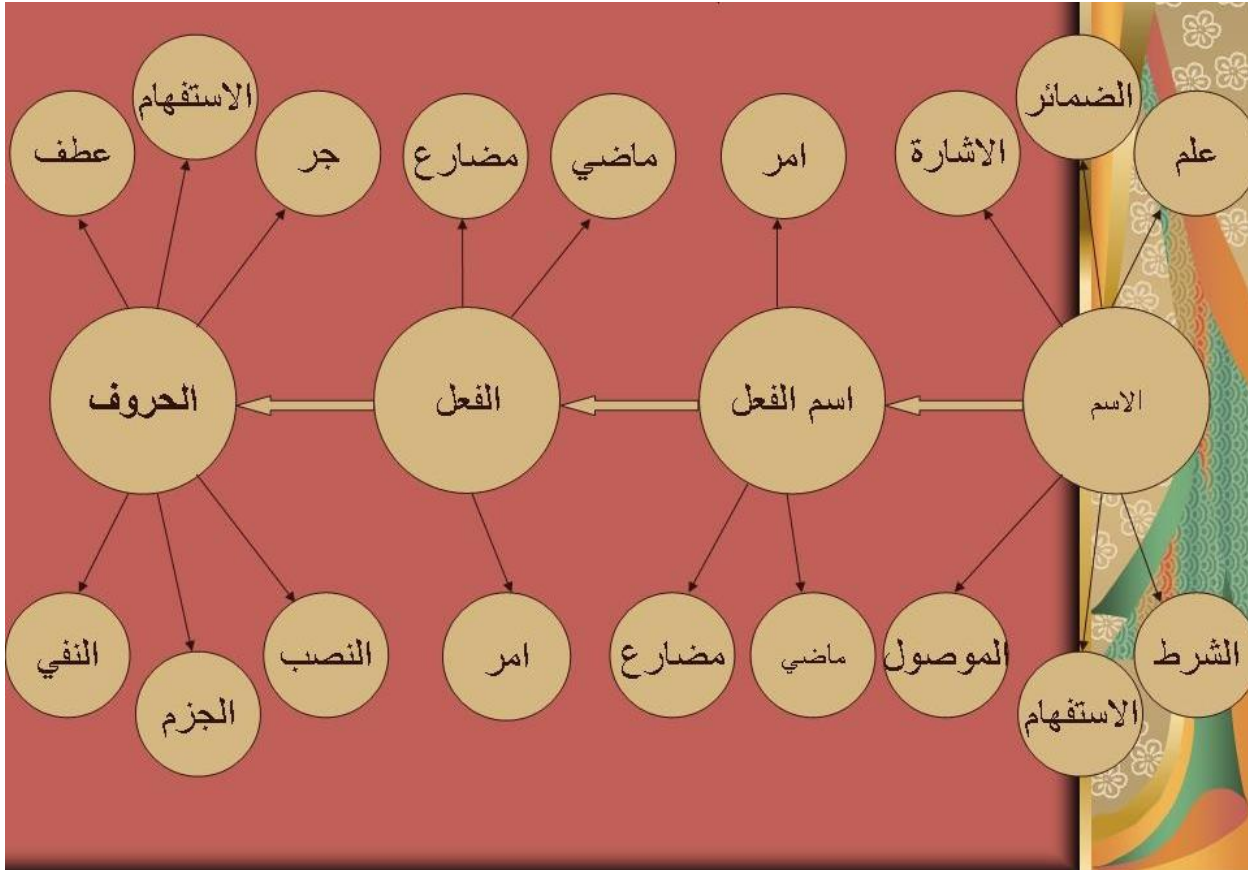 الضمائر
علم
الاشارة
امر
ماضي
مضارع
جر
الاستفهام
عطف
الاسم
اسم الفعل
الفعل
الحروف
الشرط
الاستفهام
الموصول
ماضي
مضارع
امر
النصب
الجزم
النفي